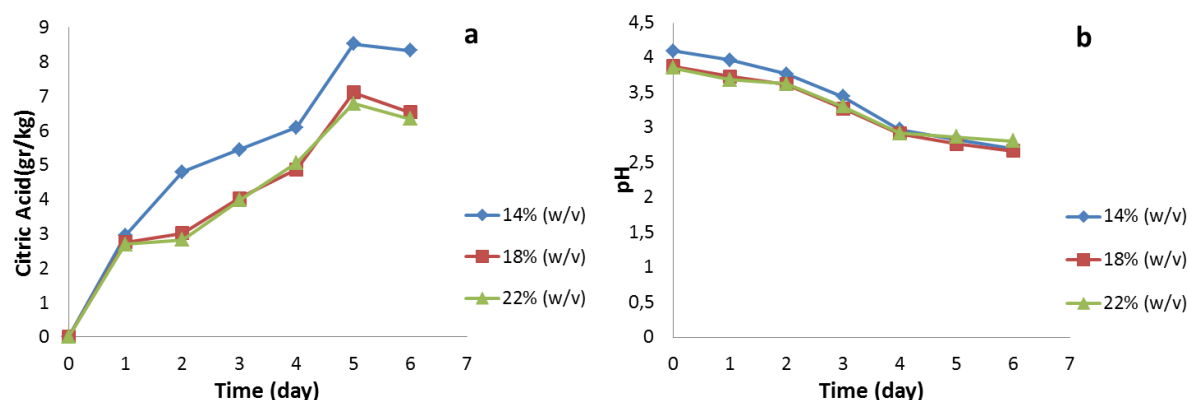 a
9
8
7
6
5
4
3
2
1
0
Citric Acid(gr/kg)
0 1 2 3 4 5 6 7
Time (day)
14% (w/v)
18% (w/v)
22% (w/v)
b
4,5
4
3,5
3
2,5
2
1,5
1
0,5
0
pH
0 1 2 3 4 5 6 7
Time (day)
14% (w/v)
18% (w/v)
22% (w/v)